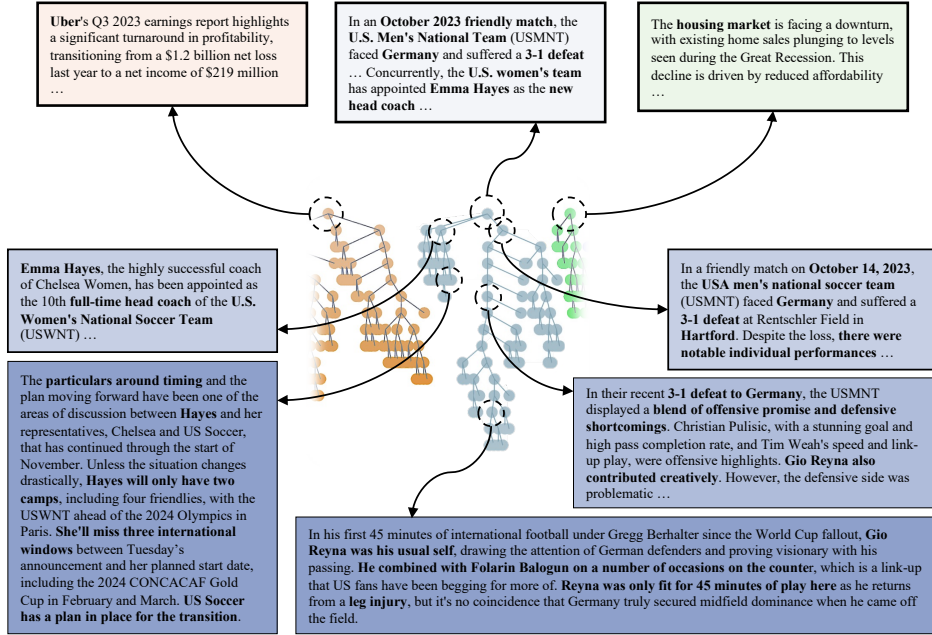 Uber's Q3 2023 earnings report highlights
a significant turnaround in profitability,
transitioning from a $1.2 billion net loss
last year to a net income of $219 million
…
In an October 2023 friendly match, the
U.S. Men's National Team (USMNT)
faced Germany and suffered a 3-1 defeat
… Concurrently, the U.S. women's team
has appointed Emma Hayes as the new
head coach …
The housing market is facing a downturn,
with existing home sales plunging to levels
seen during the Great Recession. This
decline is driven by reduced affordability
…
Emma Hayes, the highly successful coach
of Chelsea Women, has been appointed as
the 10th full-time head coach of the U.S.
Women's National Soccer Team
(USWNT) …
In a friendly match on October 14, 2023,
the USA men's national soccer team
(USMNT) faced Germany and suffered a
3-1 defeat at Rentschler Field in
Hartford. Despite the loss, there were
notable individual performances …
The particulars around timing and the
plan moving forward have been one of the
areas of discussion between Hayes and her
representatives, Chelsea and US Soccer,
that has continued through the start of
November. Unless the situation changes
drastically, Hayes will only have two
camps, including four friendlies, with the
USWNT ahead of the 2024 Olympics in
Paris. She'll miss three international
windows between Tuesday's
announcement and her planned start date,
including the 2024 CONCACAF Gold
Cup in February and March. US Soccer
has a plan in place for the transition.
In their recent 3-1 defeat to Germany, the USMNT
displayed a blend of offensive promise and defensive
shortcomings. Christian Pulisic, with a stunning goal and
high pass completion rate, and Tim Weah's speed and link-
up play, were offensive highlights. Gio Reyna also
contributed creatively. However, the defensive side was
problematic …
In his first 45 minutes of international football under Gregg Berhalter since the World Cup fallout, Gio
Reyna was his usual self, drawing the attention of German defenders and proving visionary with his
passing. He combined with Folarin Balogun on a number of occasions on the counter, which is a link-up
that US fans have been begging for more of. Reyna was only fit for 45 minutes of play here as he returns
from a leg injury, but it's no coincidence that Germany truly secured midfield dominance when he came off
the field.